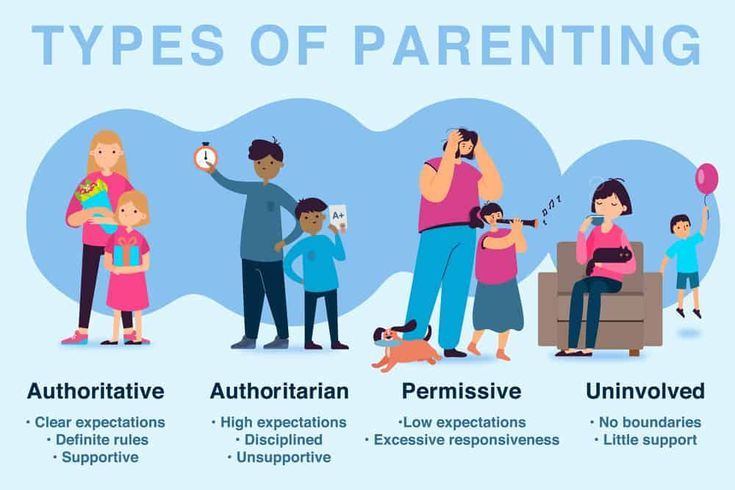 TYPES OF PARENTING
A+
Authoritative
• Clear expectations
• Definite rules
• Supportive
Authoritarian
• High expectations
• Disciplined
• Unsupportive
Permissive
•Low expectations
• Excessive responsiveness
Uninvolved
• No boundaries
• Little support